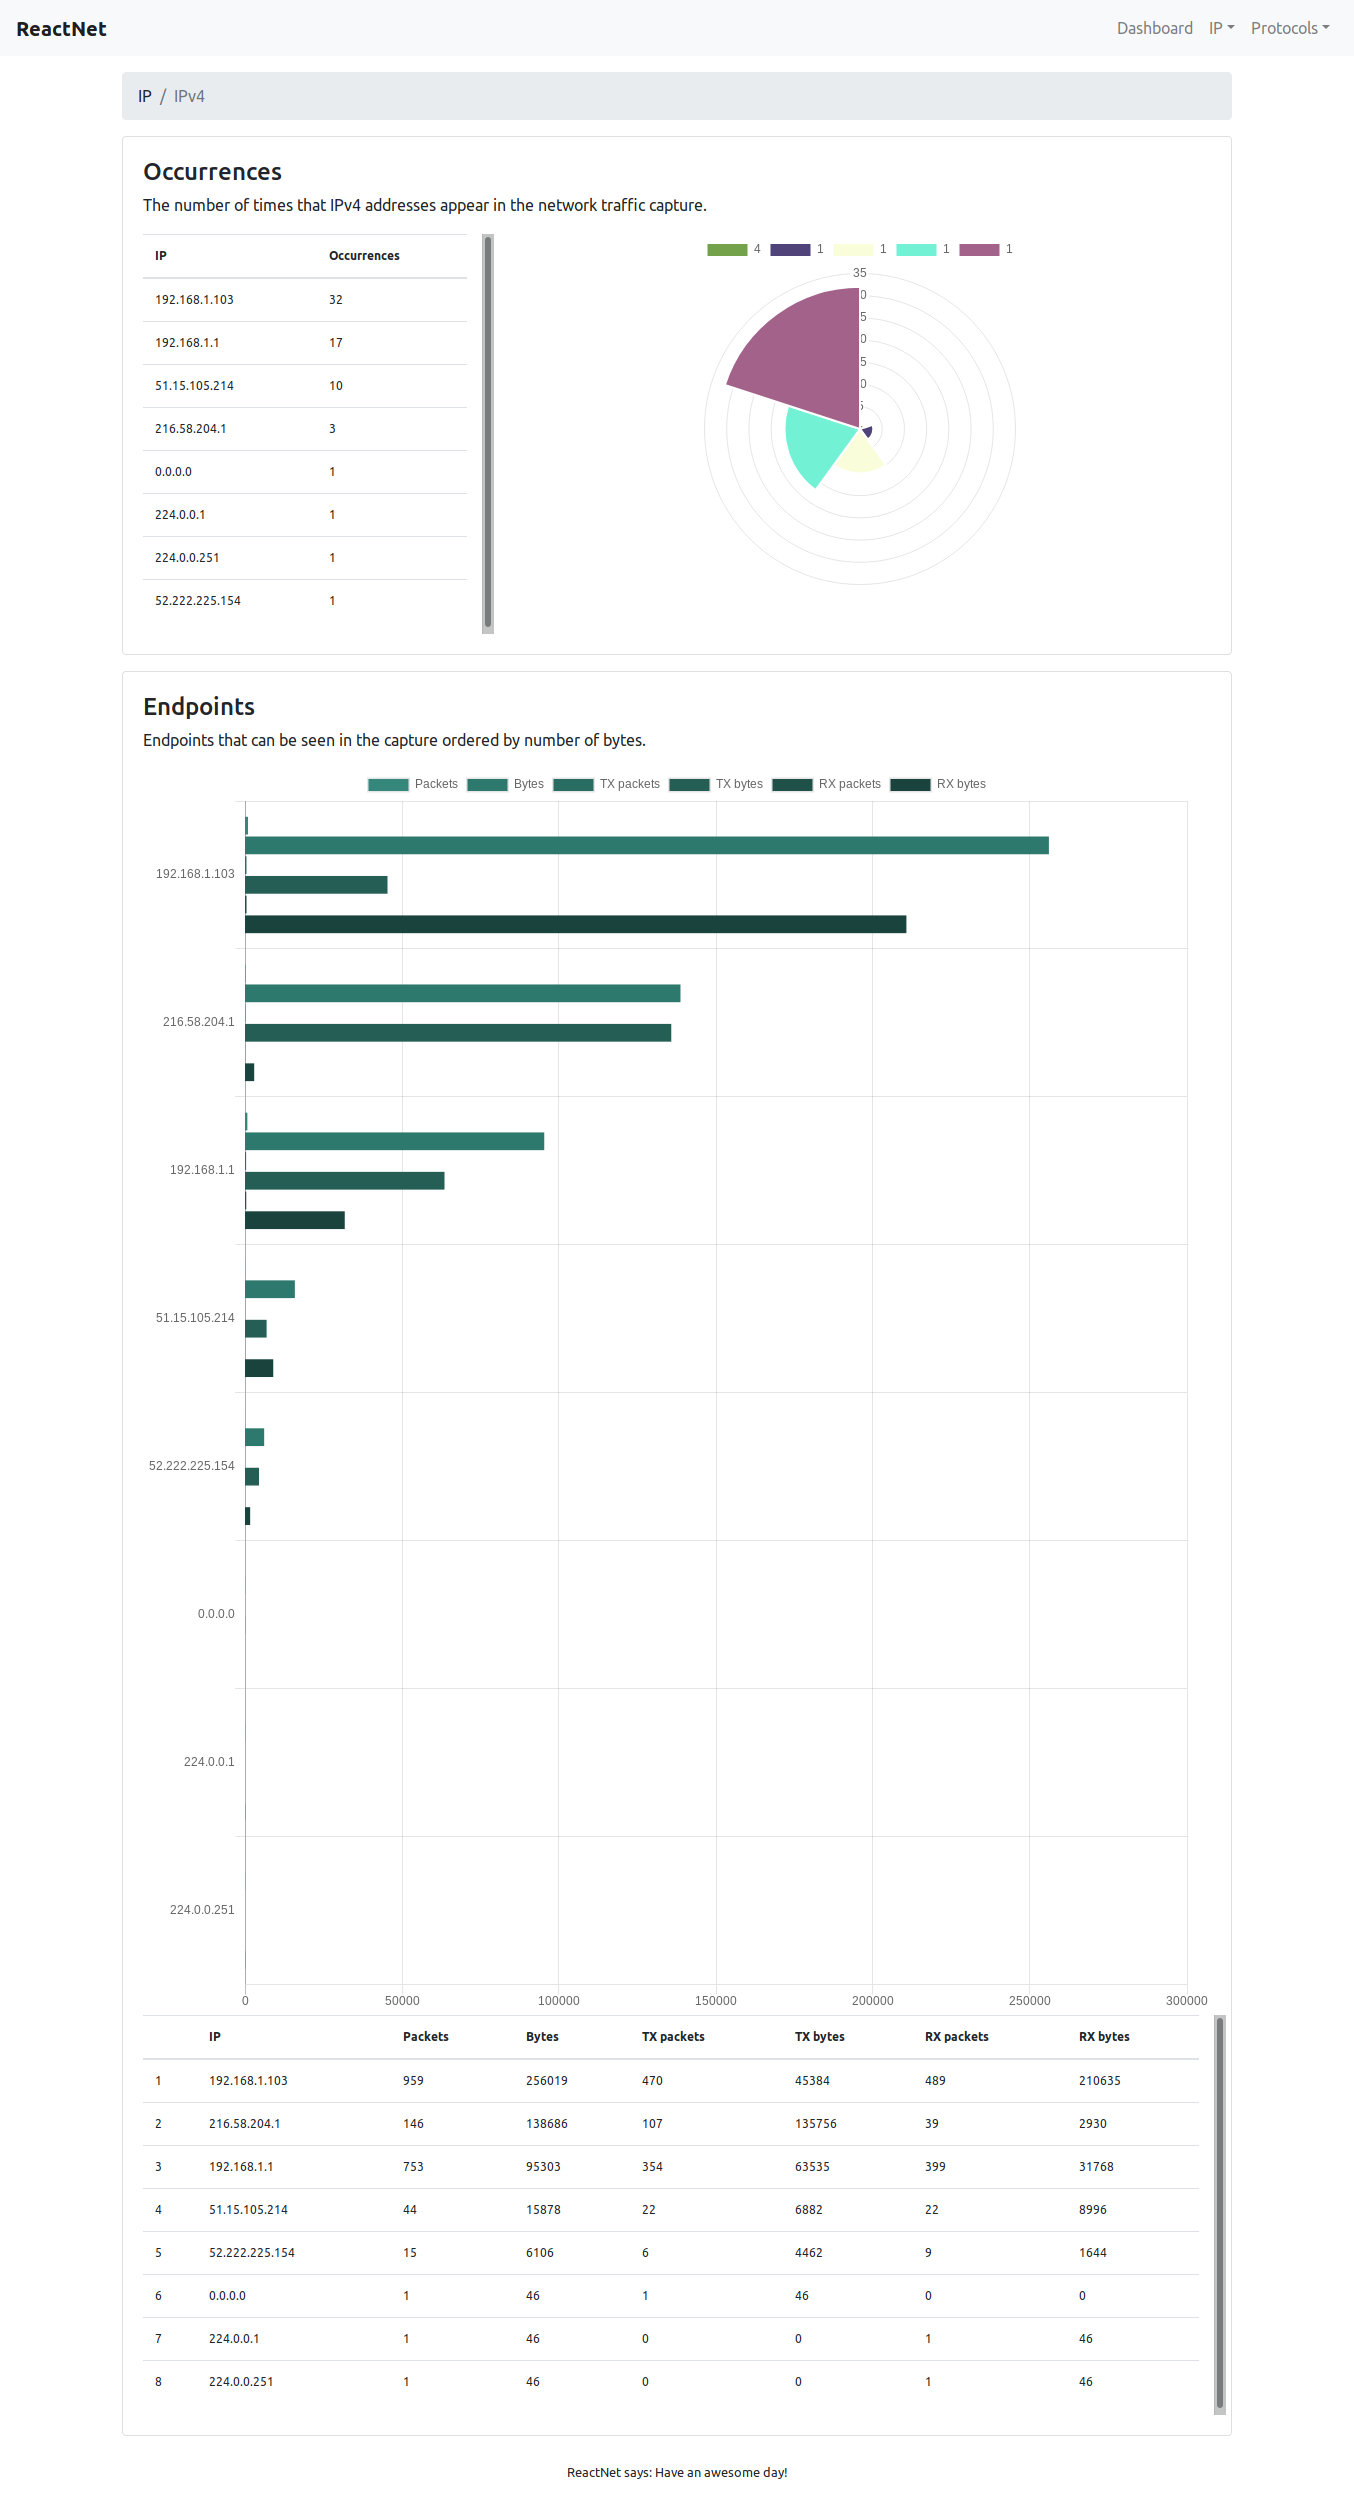 ReactNet Dashboard IP Protocols
IP / IPv4
Occurrences
The number of times that IPv4 addresses appear in the network traffic capture.
IP Occurrences
192.168.1.103 32
192.168.1.1 17
51.15.105.214 10
216.58.204.1 3
0.0.0.0 1
224.0.0.1 1
224.0.0.251 1
52.222.225.154 1
4 1 1 1 1
35
0
5
0
5
0
Endpoints
Endpoints that can be seen in the capture ordered by number of bytes.
Packets Bytes TX packets TX bytes RX packets RX bytes
192.168.1.103
216.58.204.1
192.168.1.1
51.15.105.214
52.222.225.154
0.0.0.0
224.0.0.1
224.0.0.251
0 50000 100000 150000 200000 250000 300000
IP Packets Bytes TX packets TX bytes RX packets RX bytes
1 192.168.1.103 959 256019 470 45384 489 210635
2 216.58.204.1 146 138686 107 135756 39 2930
3 192.168.1.1 753 95303 354 63535 399 31768
4 51.15.105.214 44 15878 22 6882 22 8996
5 52.222.225.154 15 6106 6 4462 9 1644
6 0.0.0.0 1 46 1 46 0 0
7 224.0.0.1 1 46 0 0 1 46
8 224.0.0.251 1 46 0 0 1 46
ReactNet says: Have an awesome day!